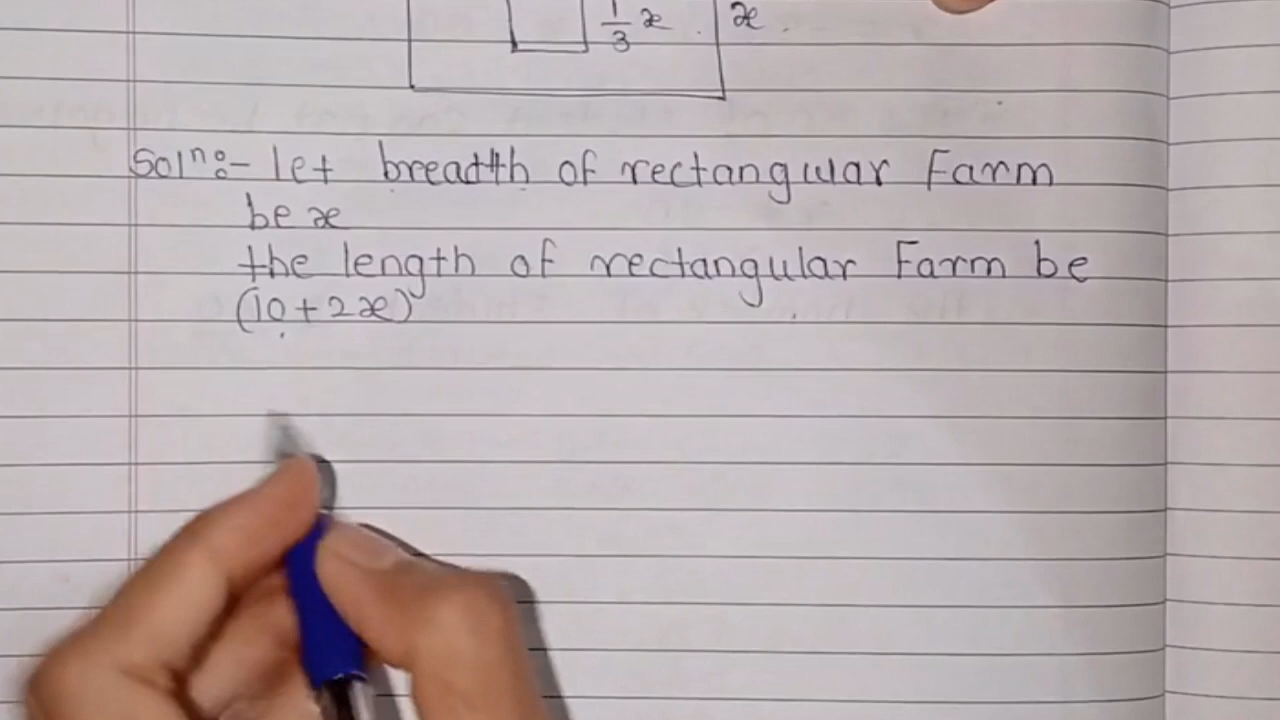 1/3 x . x .
Solⁿ:- let breadth of rectangular Farm
be x
the length of rectangular Farm be
(10+2x)